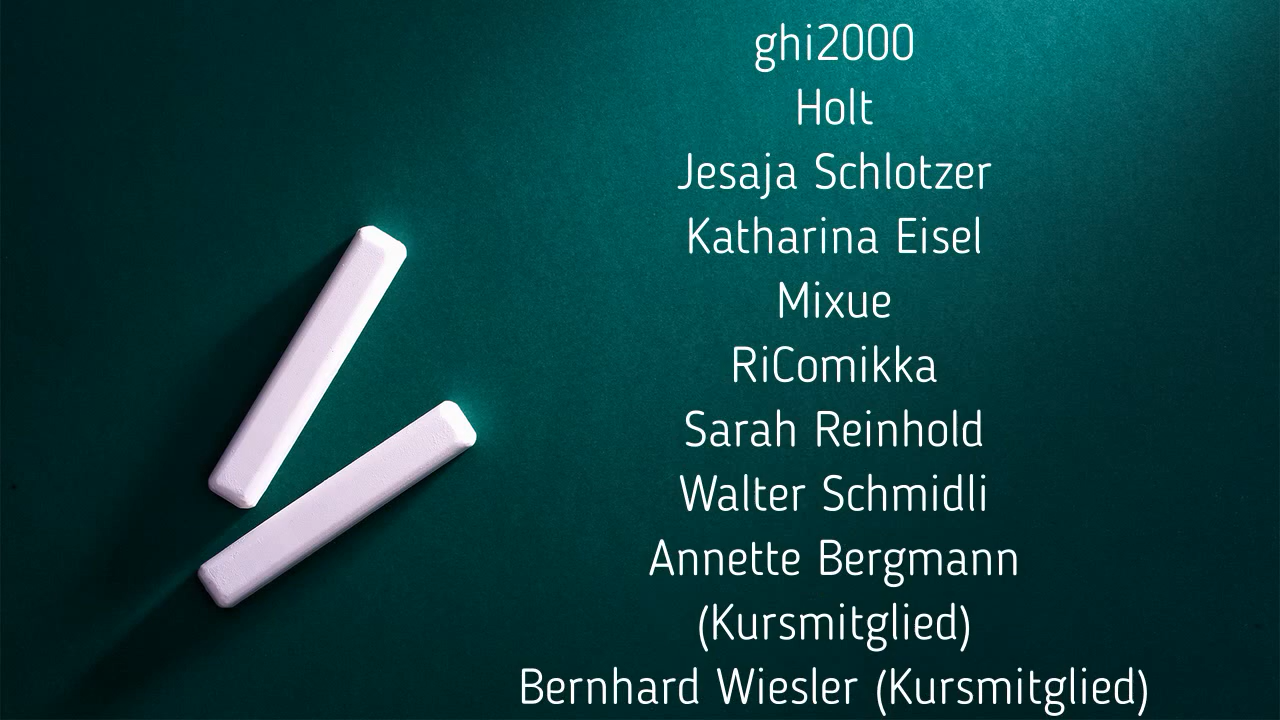 ghi2000
Holt
Jesaja Schlotzer
Katharina Eisel
Mixue
RiComikka
Sarah Reinhold
Walter Schmidli
Annette Bergmann
(Kursmitglied)
Bernhard Wiesler (Kursmitglied)